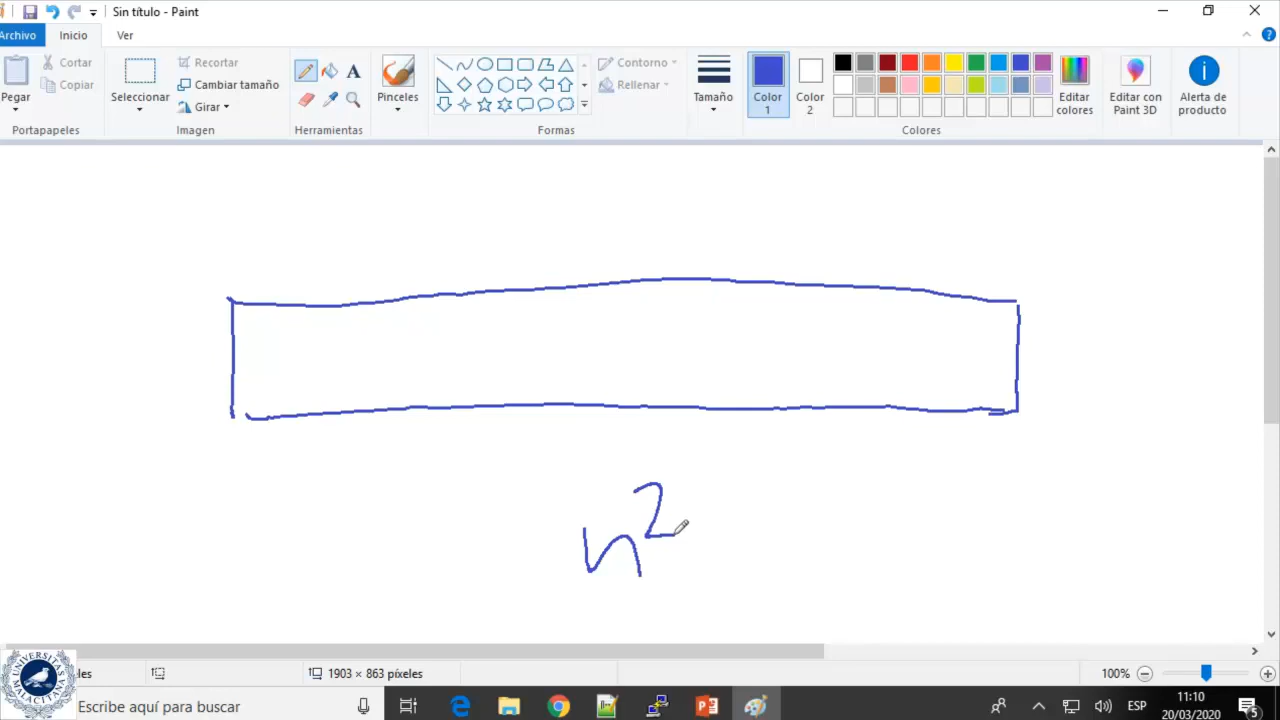 Sin título - Paint
Archivo Inicio Ver
Pegar
Cortar
Copiar
Portapapeles
Seleccionar
Recortar
Cambiar tamaño
Girar
Imagen
A
Herramientas
Pinceles
Formas
Contorno
Rellenar
Tamaño
Color 1
Color 2
Editar colores
Colores
Editar con Paint 3D
Alerta de producto
n²
1903 × 863 píxeles
100%
Escribe aquí para buscar
ESP
11:10
20/03/2020
5